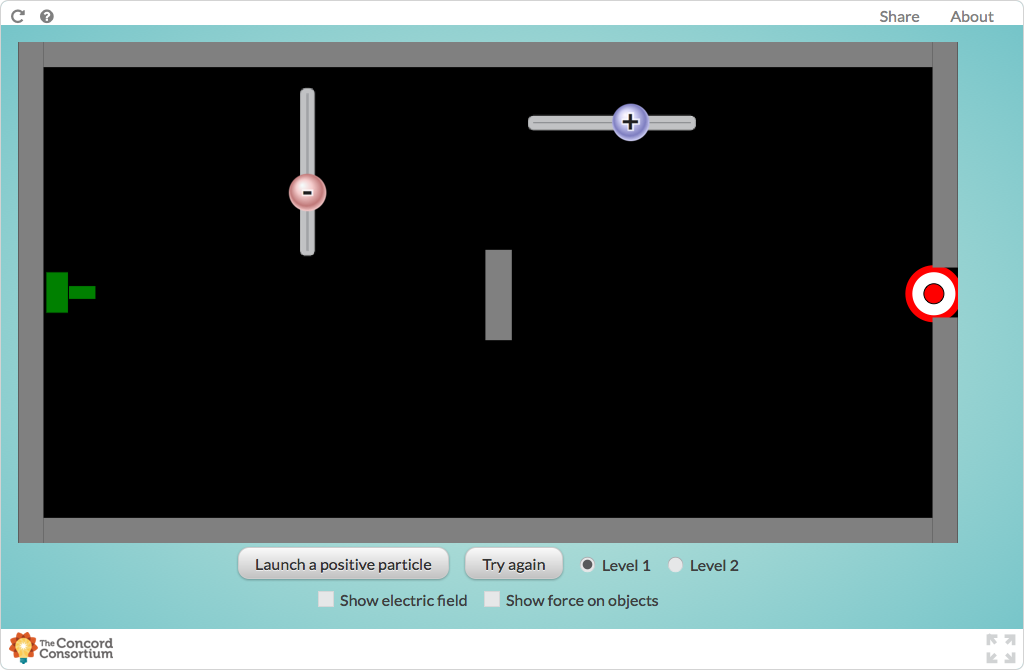 Share About
-
+
Launch a positive particle Try again Level 1 Level 2
Show electric field Show force on objects
The Concord
Consortium